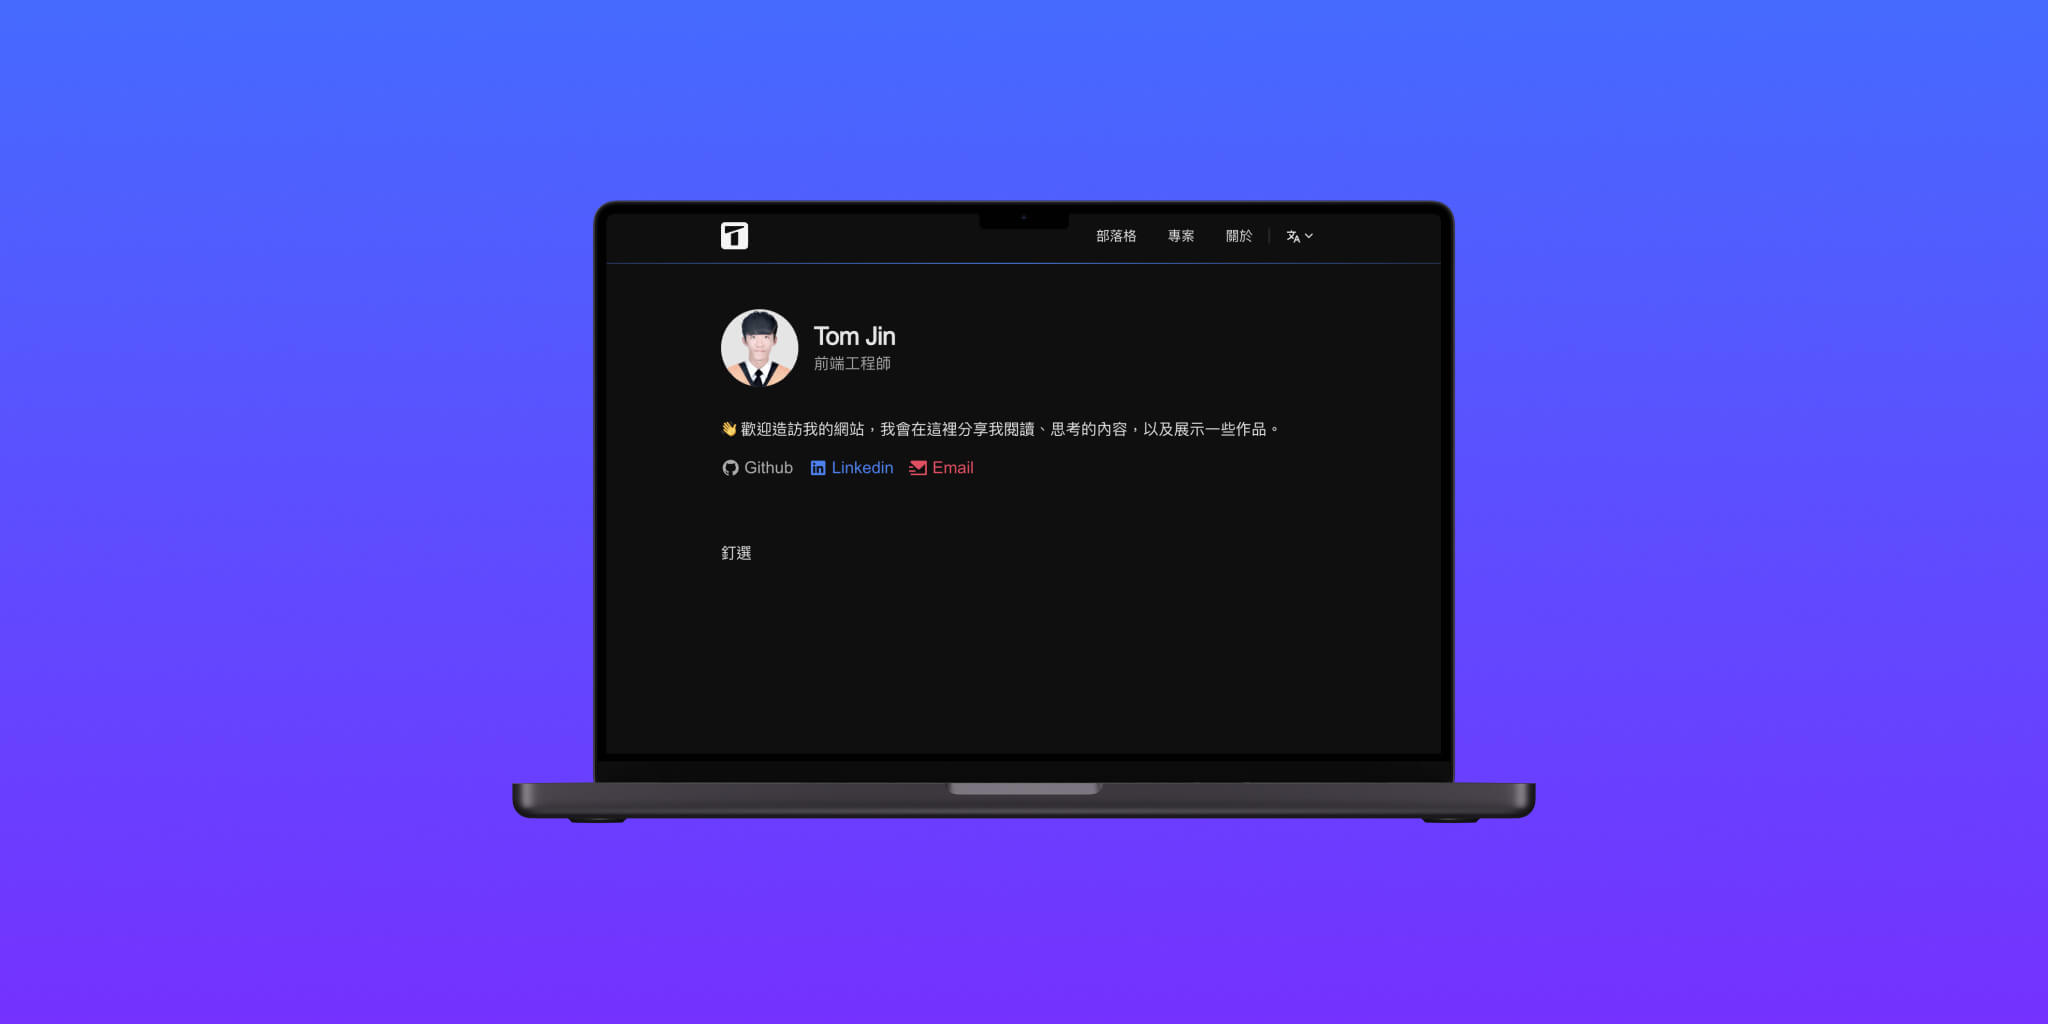 部落格 專案 關於
Tom Jin
前端工程師
👋 歡迎造訪我的網站，我會在這裡分享我閱讀、思考的內容，以及展示一些作品。
Github Linkedin Email
釘選